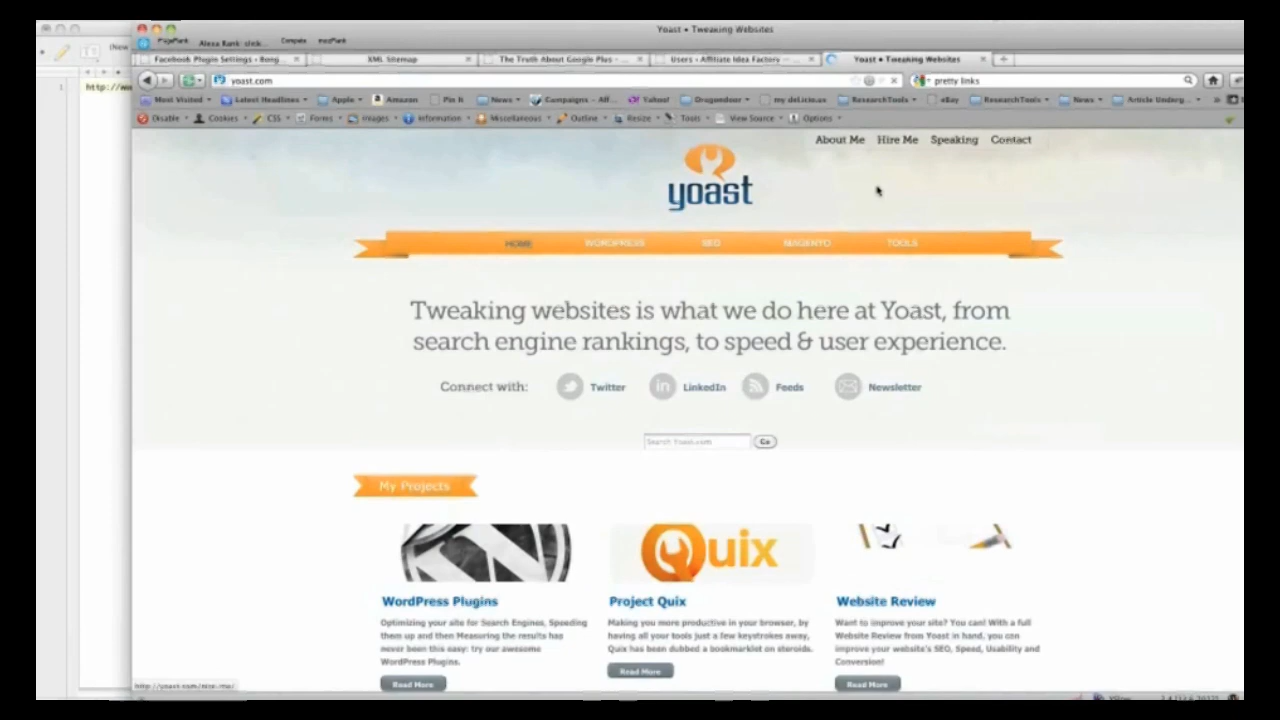 Yoast • Tweaking Websites
PageRank Alexa Rank: click... Compete mozRank
Facebook Plugin Settings ‹ Bong... XML Sitemap The Truth About Google Plus - ... Users ‹ Affiliate Idea Factory — ... Yoast • Tweaking Websites
yoast.com pretty links
Most Visited Latest Headlines Apple Amazon Pin It News Campaigns - Aff... Yahoo! Dragondoor my del.icio.us ResearchTools eBay ResearchTools News Article Underg...
Disable Cookies CSS Forms Images Information Miscellaneous Outline Resize Tools View Source Options
1 http://w
About Me Hire Me Speaking Contact
yoast
HOME WORDPRESS SEO MAGENTO TOOLS
Tweaking websites is what we do here at Yoast, from
search engine rankings, to speed & user experience.
Connect with: Twitter LinkedIn Feeds Newsletter
Search Yoast.com Go
My Projects
Quix
WordPress Plugins Project Quix Website Review
Optimizing your site for Search Engines, Speeding
them up and then Measuring the results has
never been this easy: try our awesome
WordPress Plugins.
Read More
Making you more productive in your browser, by
having all your tools just a few keystrokes away,
Quix has been dubbed a bookmarklet on steroids.
Read More
Want to improve your site? You can! With a full
Website Review from Yoast in hand, you can
improve your website's SEO, Speed, Usability and
Conversion!
Read More
http://yoast.com/hire-me/
YSlow